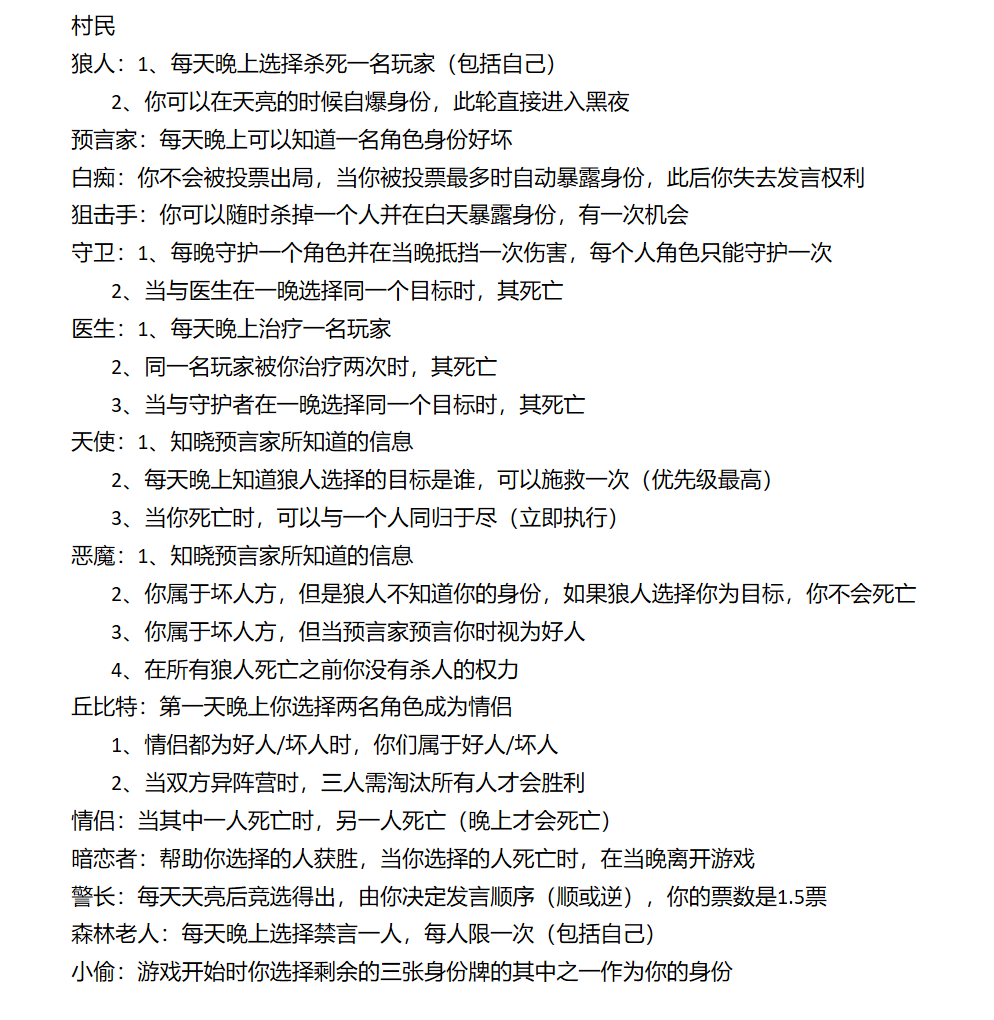 村民
狼人：1、每天晚上选择杀死一名玩家（包括自己）
2、你可以在天亮的时候自爆身份，此轮直接进入黑夜
预言家：每天晚上可以知道一名角色身份好坏
白痴：你不会被投票出局，当你被投票最多时自动暴露身份，此后你失去发言权利
狙击手：你可以随时杀掉一个人并在白天暴露身份，有一次机会
守卫：1、每晚守护一个角色并在当晚抵挡一次伤害，每个人角色只能守护一次
2、当与医生在一晚选择同一个目标时，其死亡
医生：1、每天晚上治疗一名玩家
2、同一名玩家被你治疗两次时，其死亡
3、当与守护者在一晚选择同一个目标时，其死亡
天使：1、知晓预言家所知道的信息
2、每天晚上知道狼人选择的目标是谁，可以施救一次（优先级最高）
3、当你死亡时，可以与一个人同归于尽（立即执行）
恶魔：1、知晓预言家所知道的信息
2、你属于坏人方，但是狼人不知道你的身份，如果狼人选择你为目标，你不会死亡
3、你属于坏人方，但当预言家预言你时视为好人
4、在所有狼人死亡之前你没有杀人的权力
丘比特：第一天晚上你选择两名角色成为情侣
1、情侣都为好人/坏人时，你们属于好人/坏人
2、当双方异阵营时，三人需淘汰所有人才会胜利
情侣：当其中一人死亡时，另一人死亡（晚上才会死亡）
暗恋者：帮助你选择的人获胜，当你选择的人死亡时，在当晚离开游戏
警长：每天天亮后竞选得出，由你决定发言顺序（顺或逆），你的票数是1.5票
森林老人：每天晚上选择禁言一人，每人限一次（包括自己）
小偷：游戏开始时你选择剩余的三张身份牌的其中之一作为你的身份